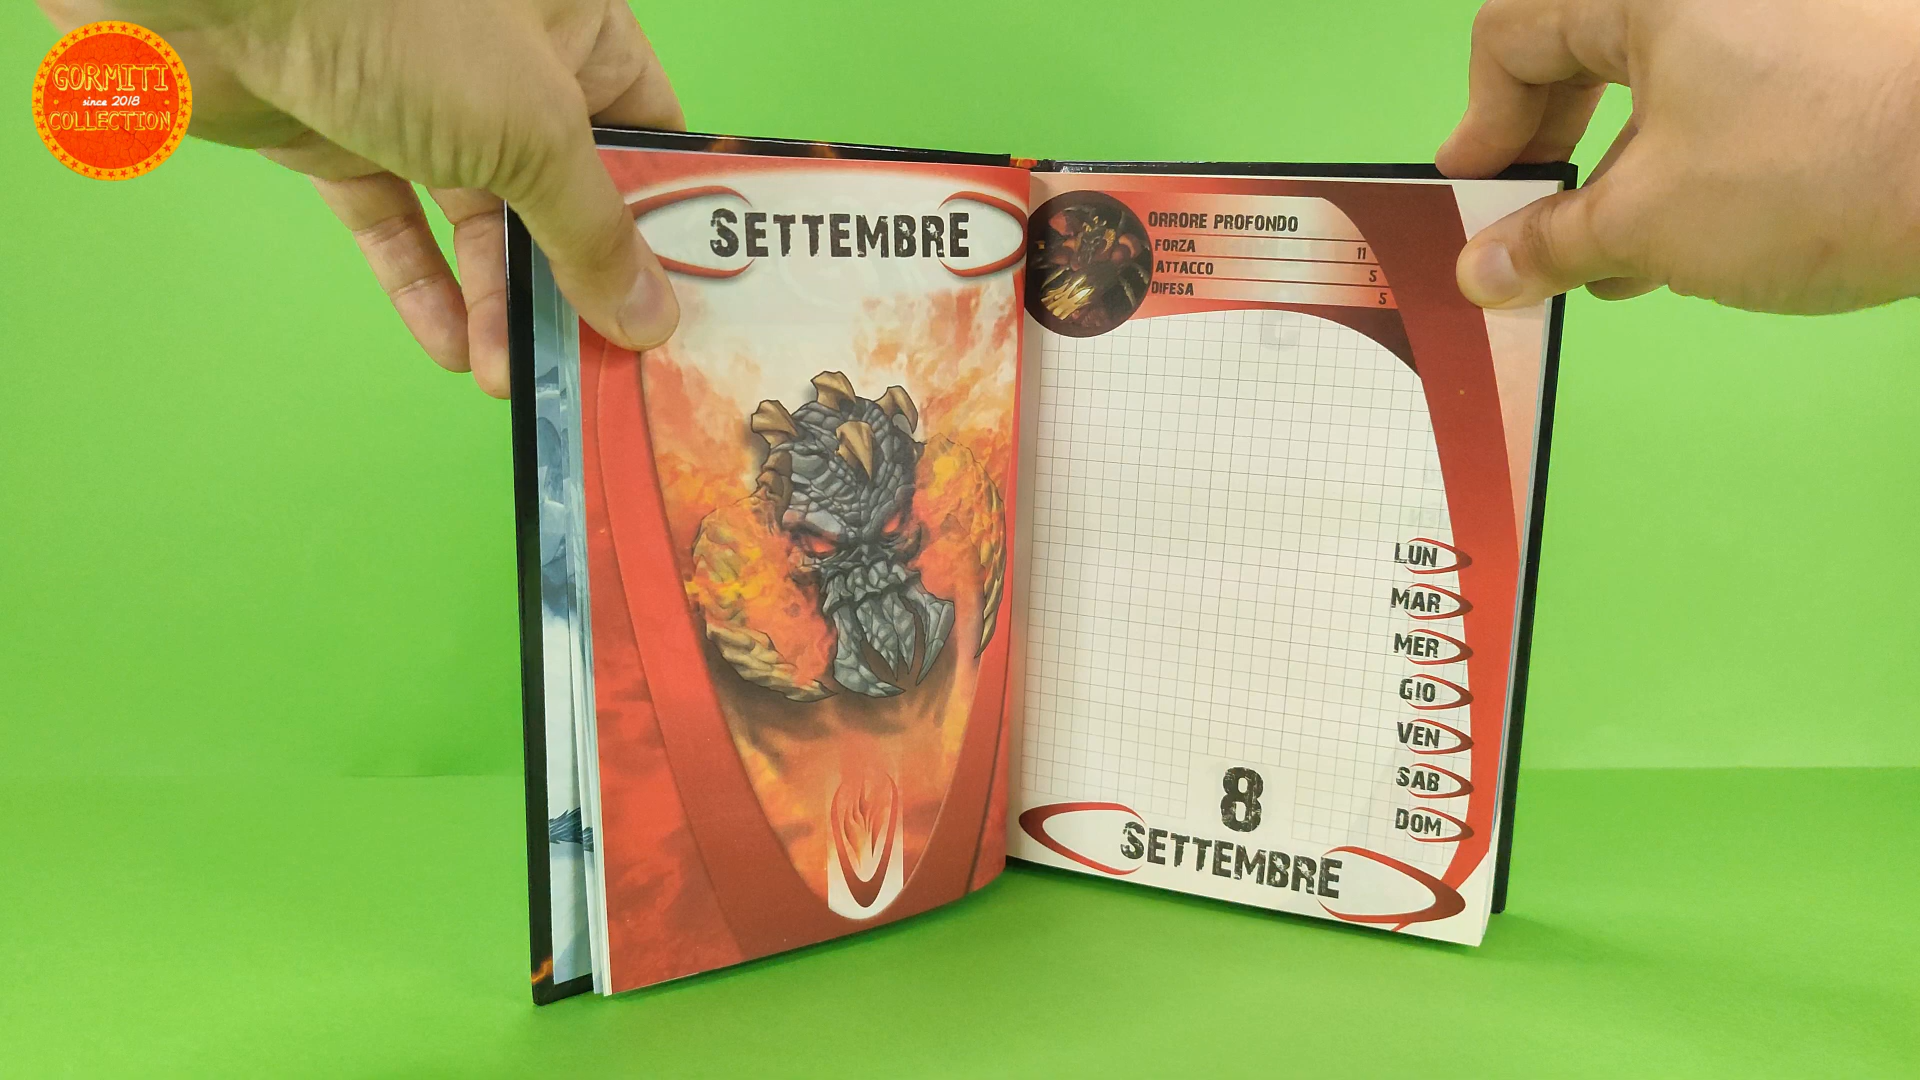 GORMITI
since 2018
COLLECTION
SETTEMBRE
ORRORE PROFONDO
FORZA 11
ATTACCO 5
DIFESA 5
LUN
MAR
MER
GIO
VEN
SAB
DOM
8
SETTEMBRE